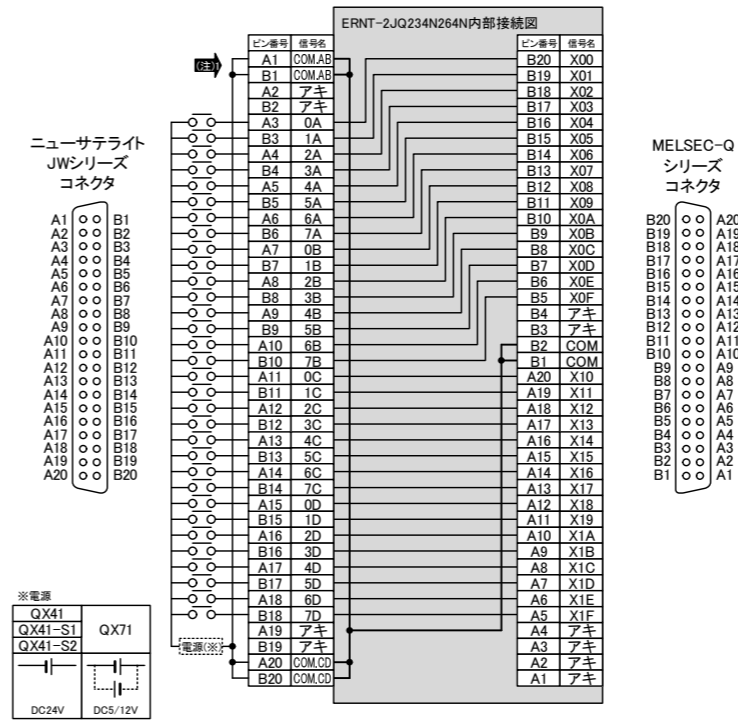 ERNT-2JQ234N264N内部接続図
ピン番号 信号名 ピン番号 信号名
(注)1
A1 COM.AB B20 X00
B1 COM.AB B19 X01
A2 アキ B18 X02
B2 アキ B17 X03
A3 0A B16 X04
B3 1A B15 X05
A4 2A B14 X06
B4 3A B13 X07
A5 4A B12 X08
B5 5A B11 X09
A6 6A B10 X0A
B6 7A B9 X0B
A7 0B B8 X0C
B7 1B B7 X0D
A8 2B B6 X0E
B8 3B B5 X0F
A9 4B B4 アキ
B9 5B B3 アキ
A10 6B B2 COM
B10 7B B1 COM
A11 0C A20 X10
B11 1C A19 X11
A12 2C A18 X12
B12 3C A17 X13
A13 4C A16 X14
B13 5C A15 X15
A14 6C A14 X16
B14 7C A13 X17
A15 0D A12 X18
B15 1D A11 X19
A16 2D A10 X1A
B16 3D A9 X1B
A17 4D A8 X1C
B17 5D A7 X1D
A18 6D A6 X1E
B18 7D A5 X1F
A19 アキ A4 アキ
B19 アキ A3 アキ
A20 COM.CD A2 アキ
B20 COM.CD A1 アキ
電源(※)
ニューサテライト
JWシリーズ
コネクタ
A1 B1
A2 B2
A3 B3
A4 B4
A5 B5
A6 B6
A7 B7
A8 B8
A9 B9
A10 B10
A11 B11
A12 B12
A13 B13
A14 B14
A15 B15
A16 B16
A17 B17
A18 B18
A19 B19
A20 B20
MELSEC-Q
シリーズ
コネクタ
B20 A20
B19 A19
B18 A18
B17 A17
B16 A16
B15 A15
B14 A14
B13 A13
B12 A12
B11 A11
B10 A10
B9 A9
B8 A8
B7 A7
B6 A6
B5 A5
B4 A4
B3 A3
B2 A2
B1 A1
※電源
QX41
QX41-S1
QX41-S2
QX71
DC24V DC5/12V